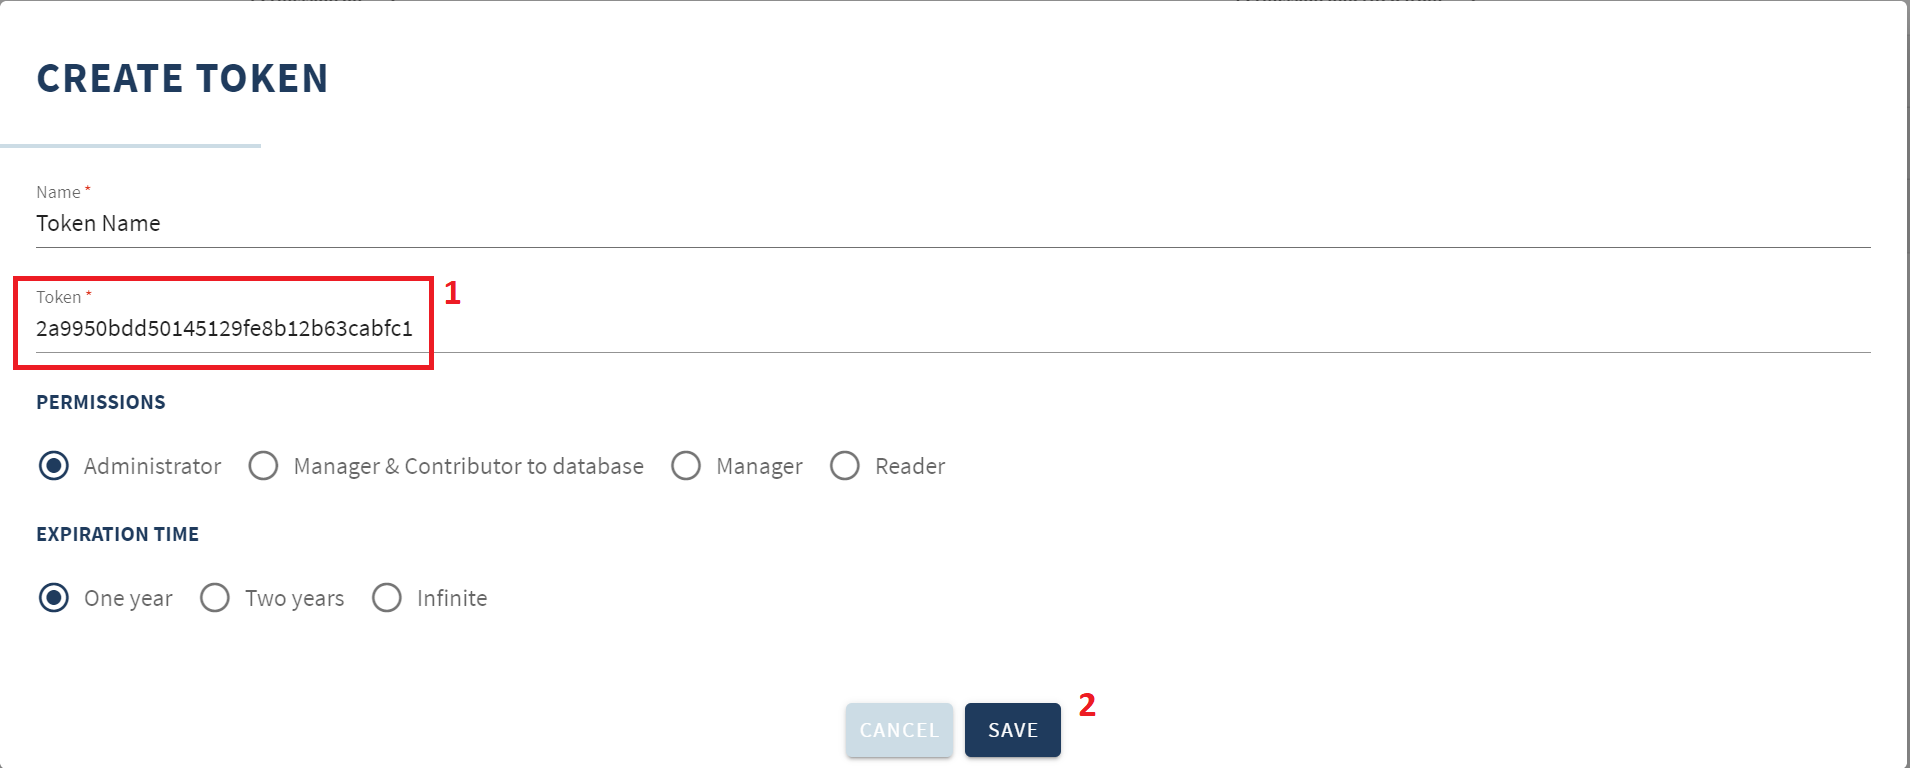 CREATE TOKEN
Name *
Token Name
Token *
1
2a9950bdd50145129fe8b12b63cabfc1
PERMISSIONS
Administrator Manager & Contributor to database Manager Reader
EXPIRATION TIME
One year Two years Infinite
2
CANCEL SAVE